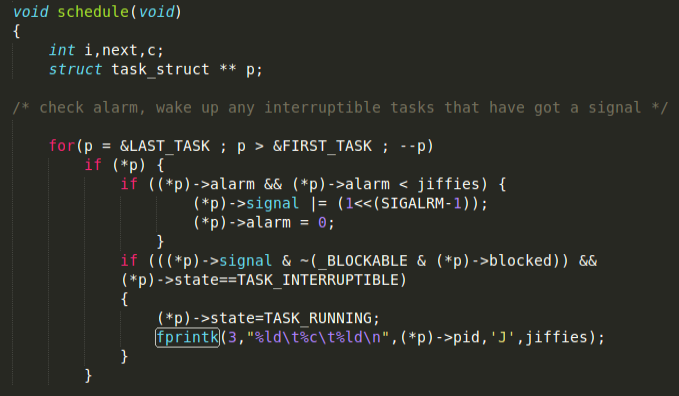 void schedule(void)
{
int i,next,c;
struct task_struct ** p;
/* check alarm, wake up any interruptible tasks that have got a signal */
for(p = &LAST_TASK ; p > &FIRST_TASK ; --p)
if (*p) {
if ((*p)->alarm && (*p)->alarm < jiffies) {
(*p)->signal |= (1<<(SIGALRM-1));
(*p)->alarm = 0;
}
if (((*p)->signal & ~(_BLOCKABLE & (*p)->blocked)) &&
(*p)->state==TASK_INTERRUPTIBLE)
{
(*p)->state=TASK_RUNNING;
fprintk(3,"%ld\t%c\t%ld\n",(*p)->pid,'J',jiffies);
}
}